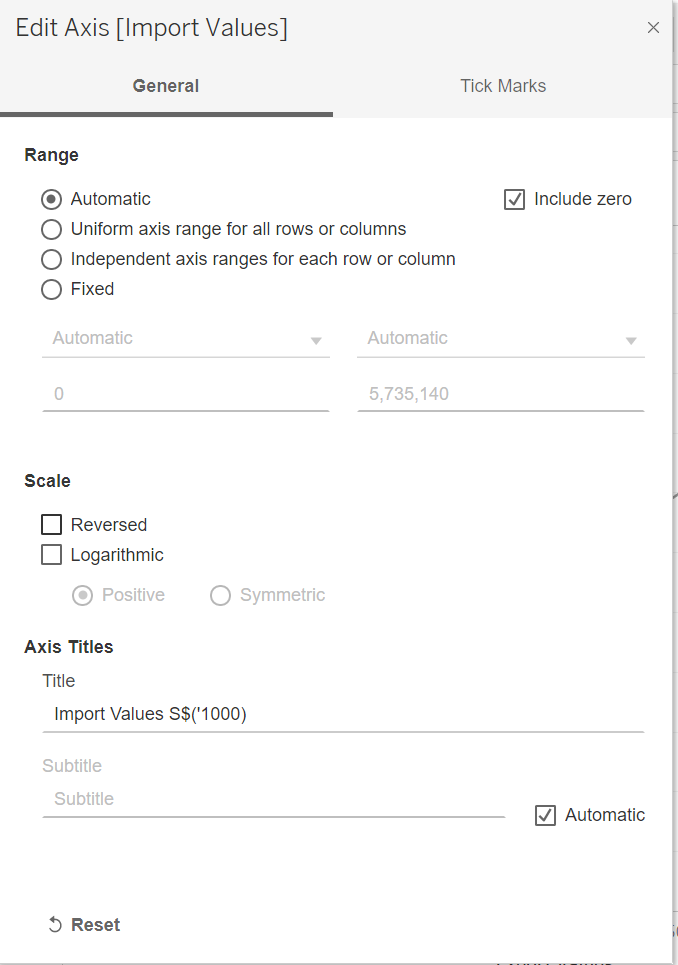 Edit Axis [Import Values]
General
Tick Marks
Range
Automatic
Include zero
Uniform axis range for all rows or columns
Independent axis ranges for each row or column
Fixed
Automatic
Automatic
0
5,735,140
Scale
Reversed
Logarithmic
Positive
Symmetric
Axis Titles
Title
Import Values S$('1000)
Subtitle
Subtitle
Automatic
Reset